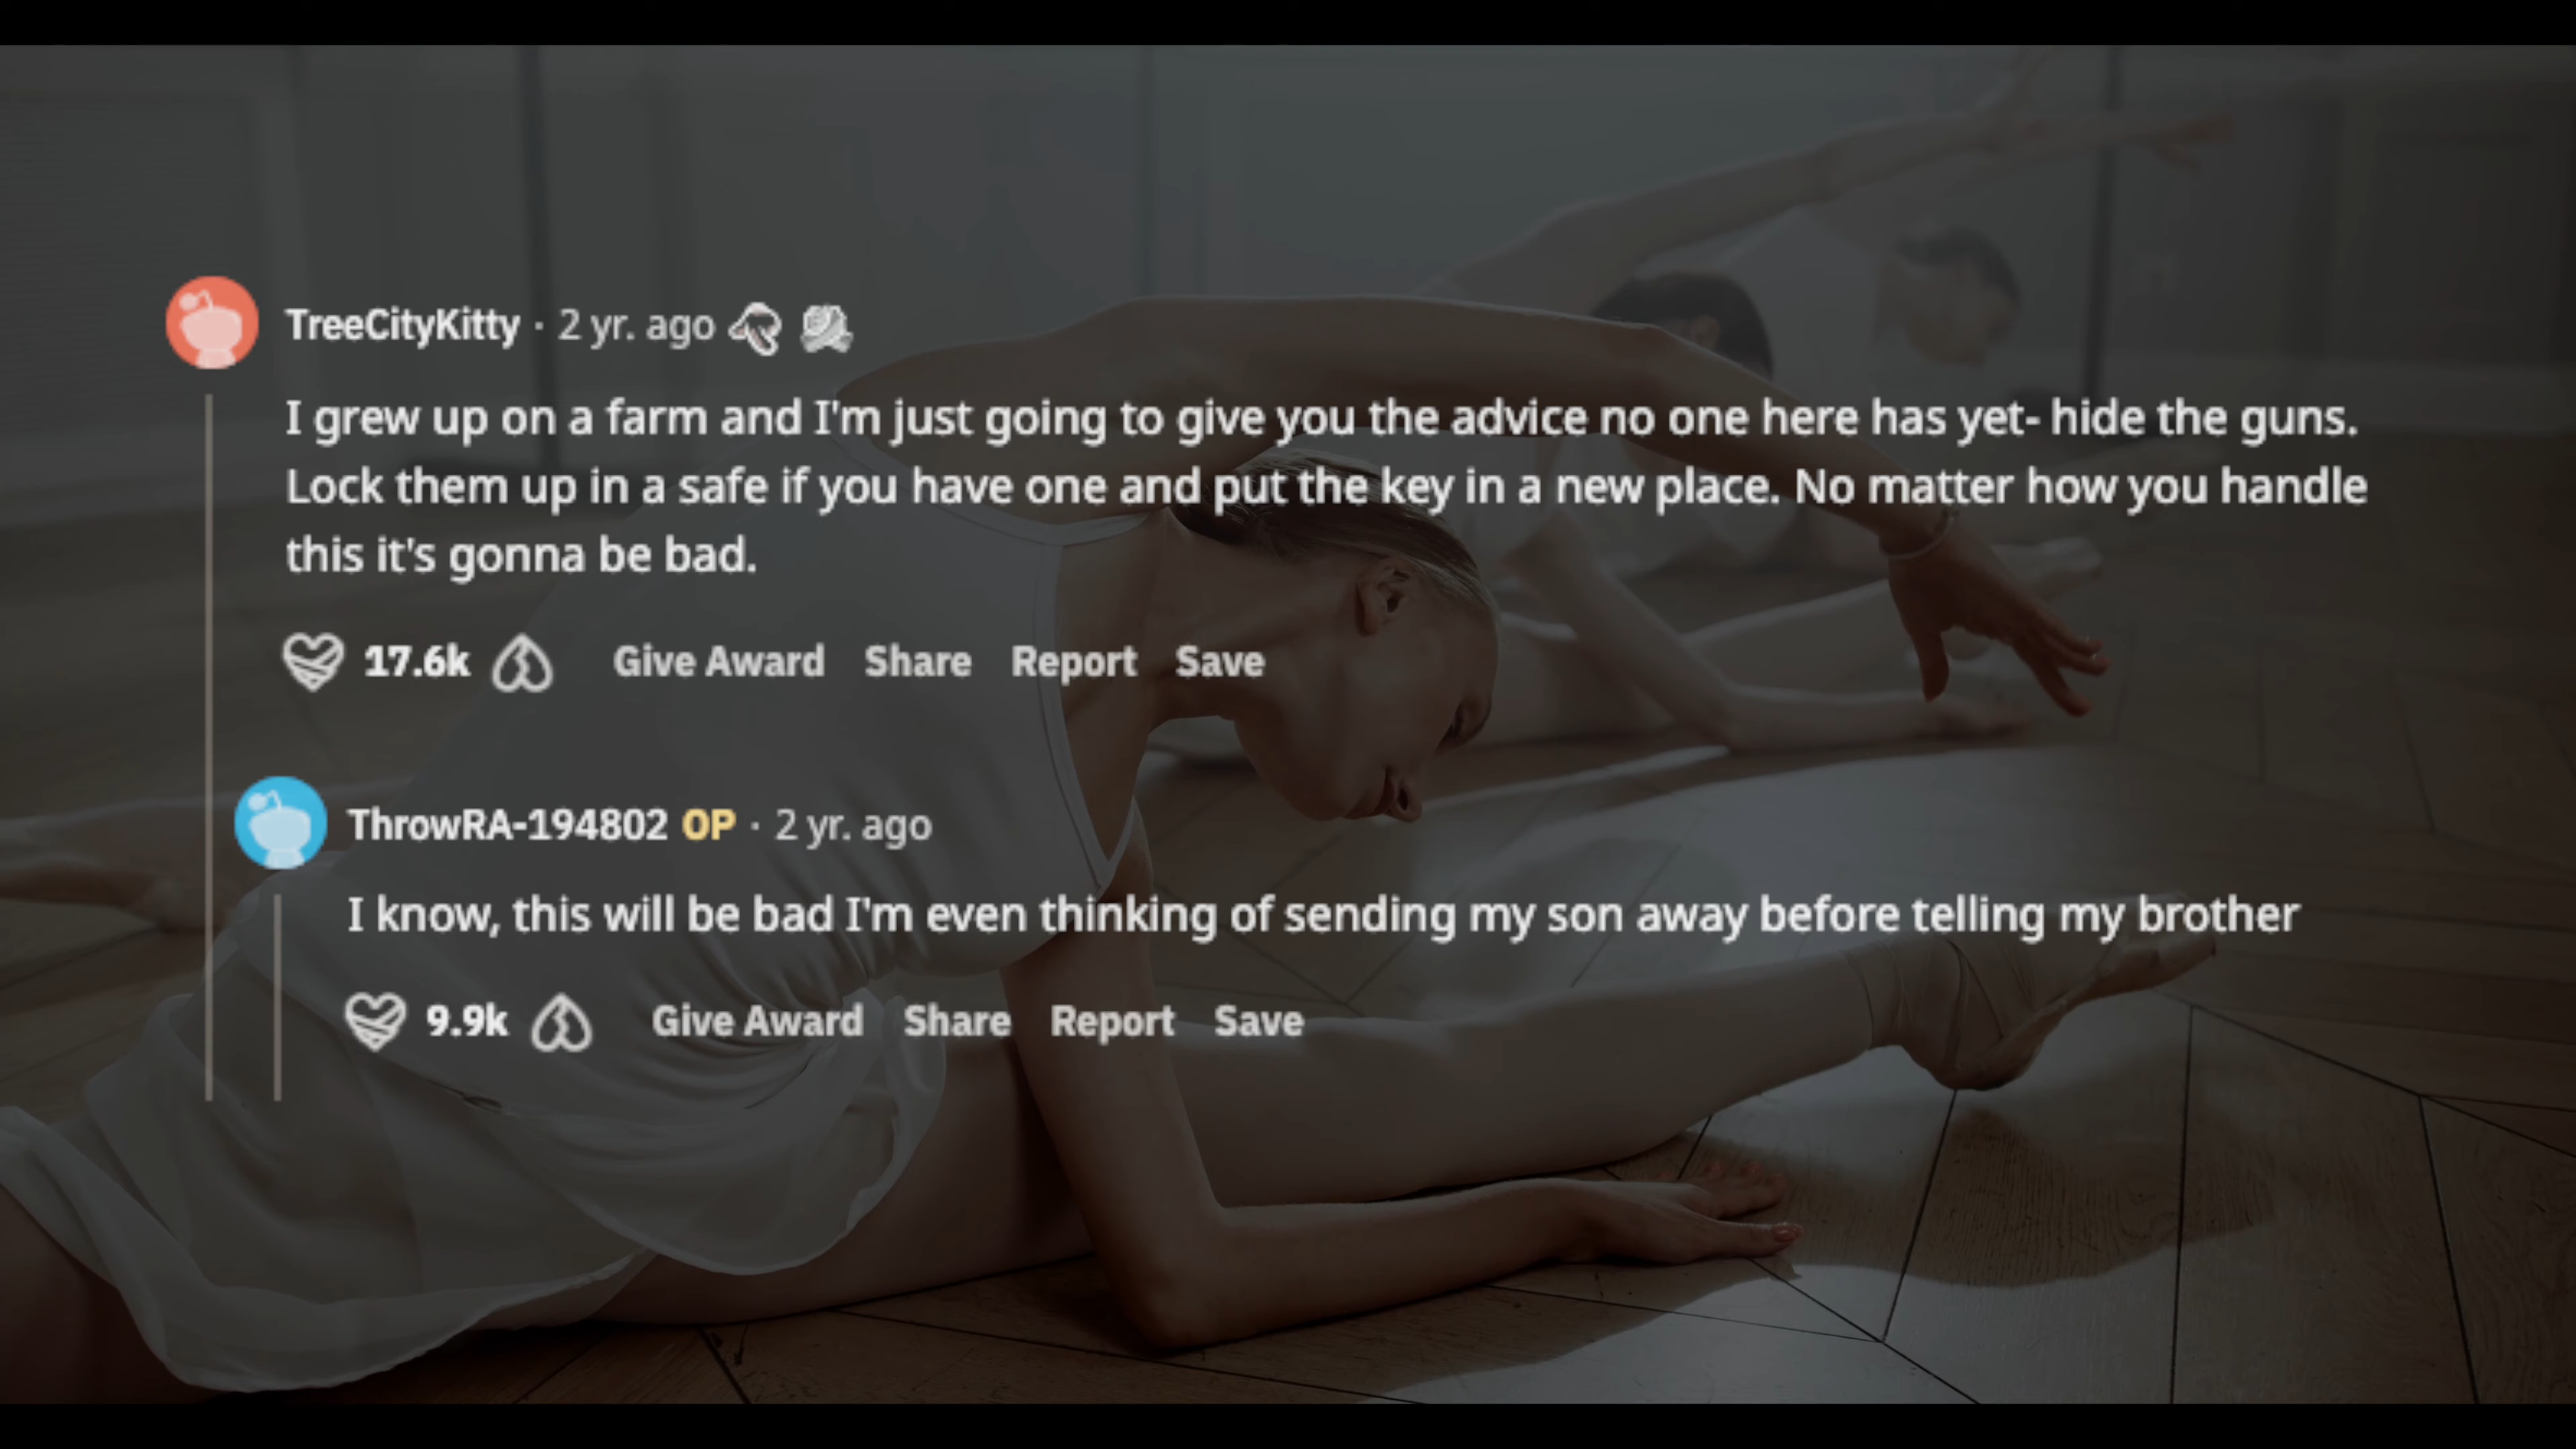 TreeCityKitty · 2 yr. ago
I grew up on a farm and I'm just going to give you the advice no one here has yet- hide the guns.
Lock them up in a safe if you have one and put the key in a new place. No matter how you handle
this it's gonna be bad.
17.6k Give Award Share Report Save
ThrowRA-194802 OP · 2 yr. ago
I know, this will be bad I'm even thinking of sending my son away before telling my brother
9.9k Give Award Share Report Save